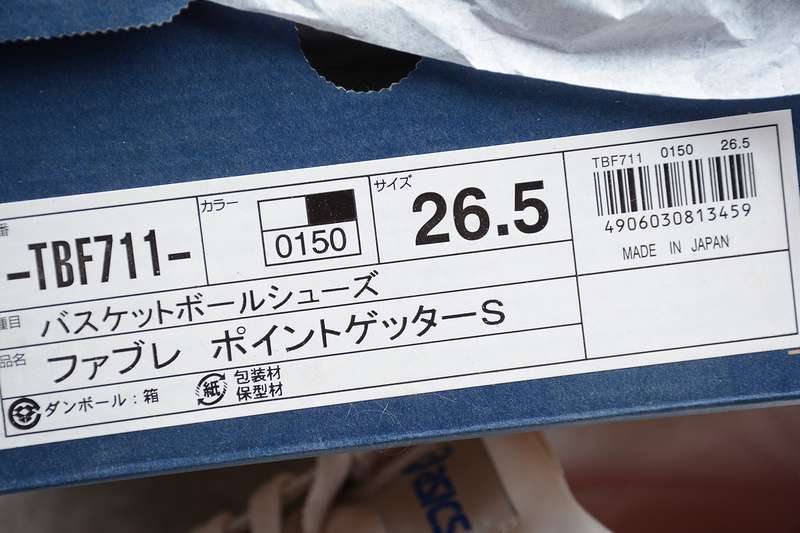 番
-TBF711-
カラー
0150
サイズ
26.5
TBF711 0150 26.5
4906030813459
MADE IN JAPAN
種目
バスケットボールシューズ
品名
ファブレ ポイントゲッターS
ダンボール:箱
紙
包装材
保型材
asics